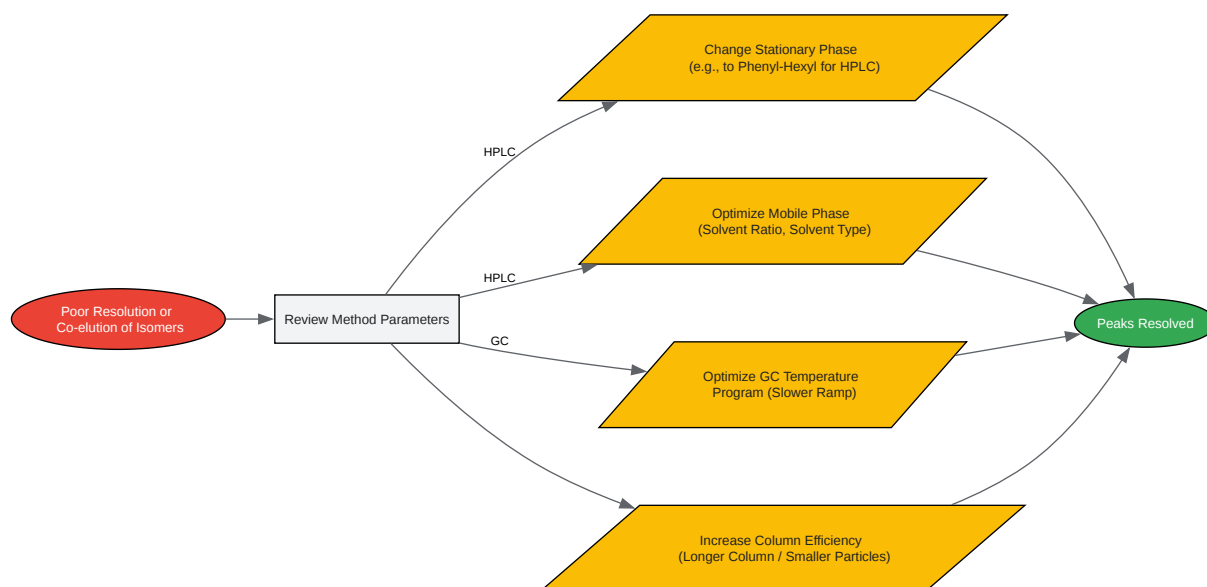 Change Stationary Phase
(e.g., to Phenyl-Hexyl for HPLC)
HPLC
Optimize Mobile Phase
(Solvent Ratio, Solvent Type)
HPLC
Poor Resolution or
Co-elution of Isomers
Review Method Parameters
Peaks Resolved
GC
Optimize GC Temperature
Program (Slower Ramp)
Increase Column Efficiency
(Longer Column / Smaller Particles)